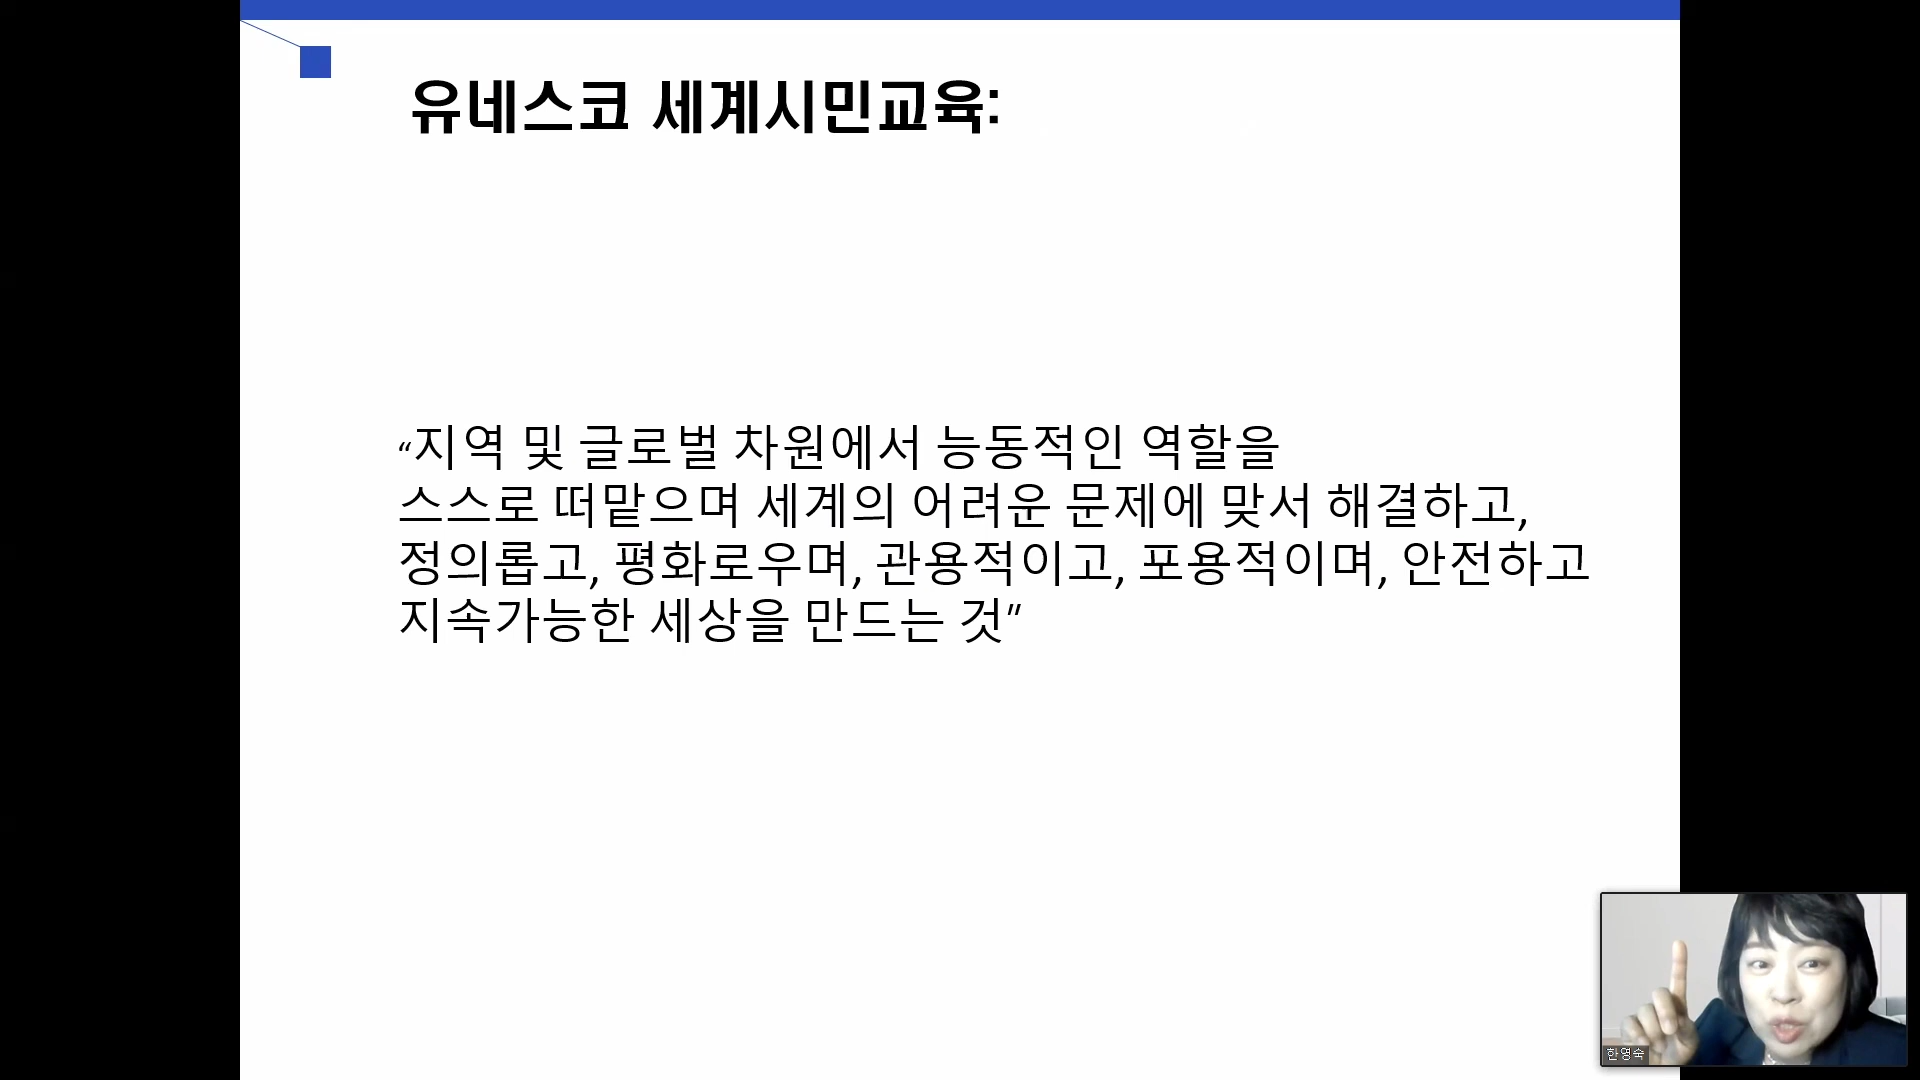 유네스코 세계시민교육:
“지역 및 글로벌 차원에서 능동적인 역할을
스스로 떠맡으며 세계의 어려운 문제에 맞서 해결하고,
정의롭고, 평화로우며, 관용적이고, 포용적이며, 안전하고
지속가능한 세상을 만드는 것”
한영숙